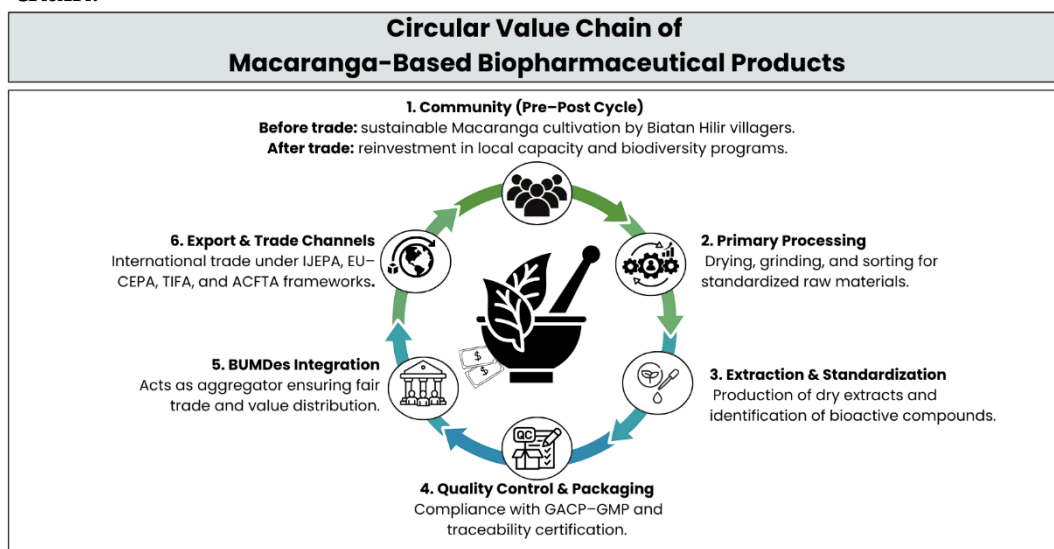 Circular Value Chain of
Macaranga-Based Biopharmaceutical Products
1. Community (Pre–Post Cycle)
Before trade: sustainable Macaranga cultivation by Biatan Hilir villagers.
After trade: reinvestment in local capacity and biodiversity programs.
2. Primary Processing
Drying, grinding, and sorting for
standardized raw materials.
3. Extraction & Standardization
Production of dry extracts and
identification of bioactive compounds.
QC
4. Quality Control & Packaging
Compliance with GACP–GMP and
traceability certification.
5. BUMDes Integration
Acts as aggregator ensuring fair
trade and value distribution.
6. Export & Trade Channels
International trade under IJEPA, EU–
CEPA, TIFA, and ACFTA frameworks.
$
$